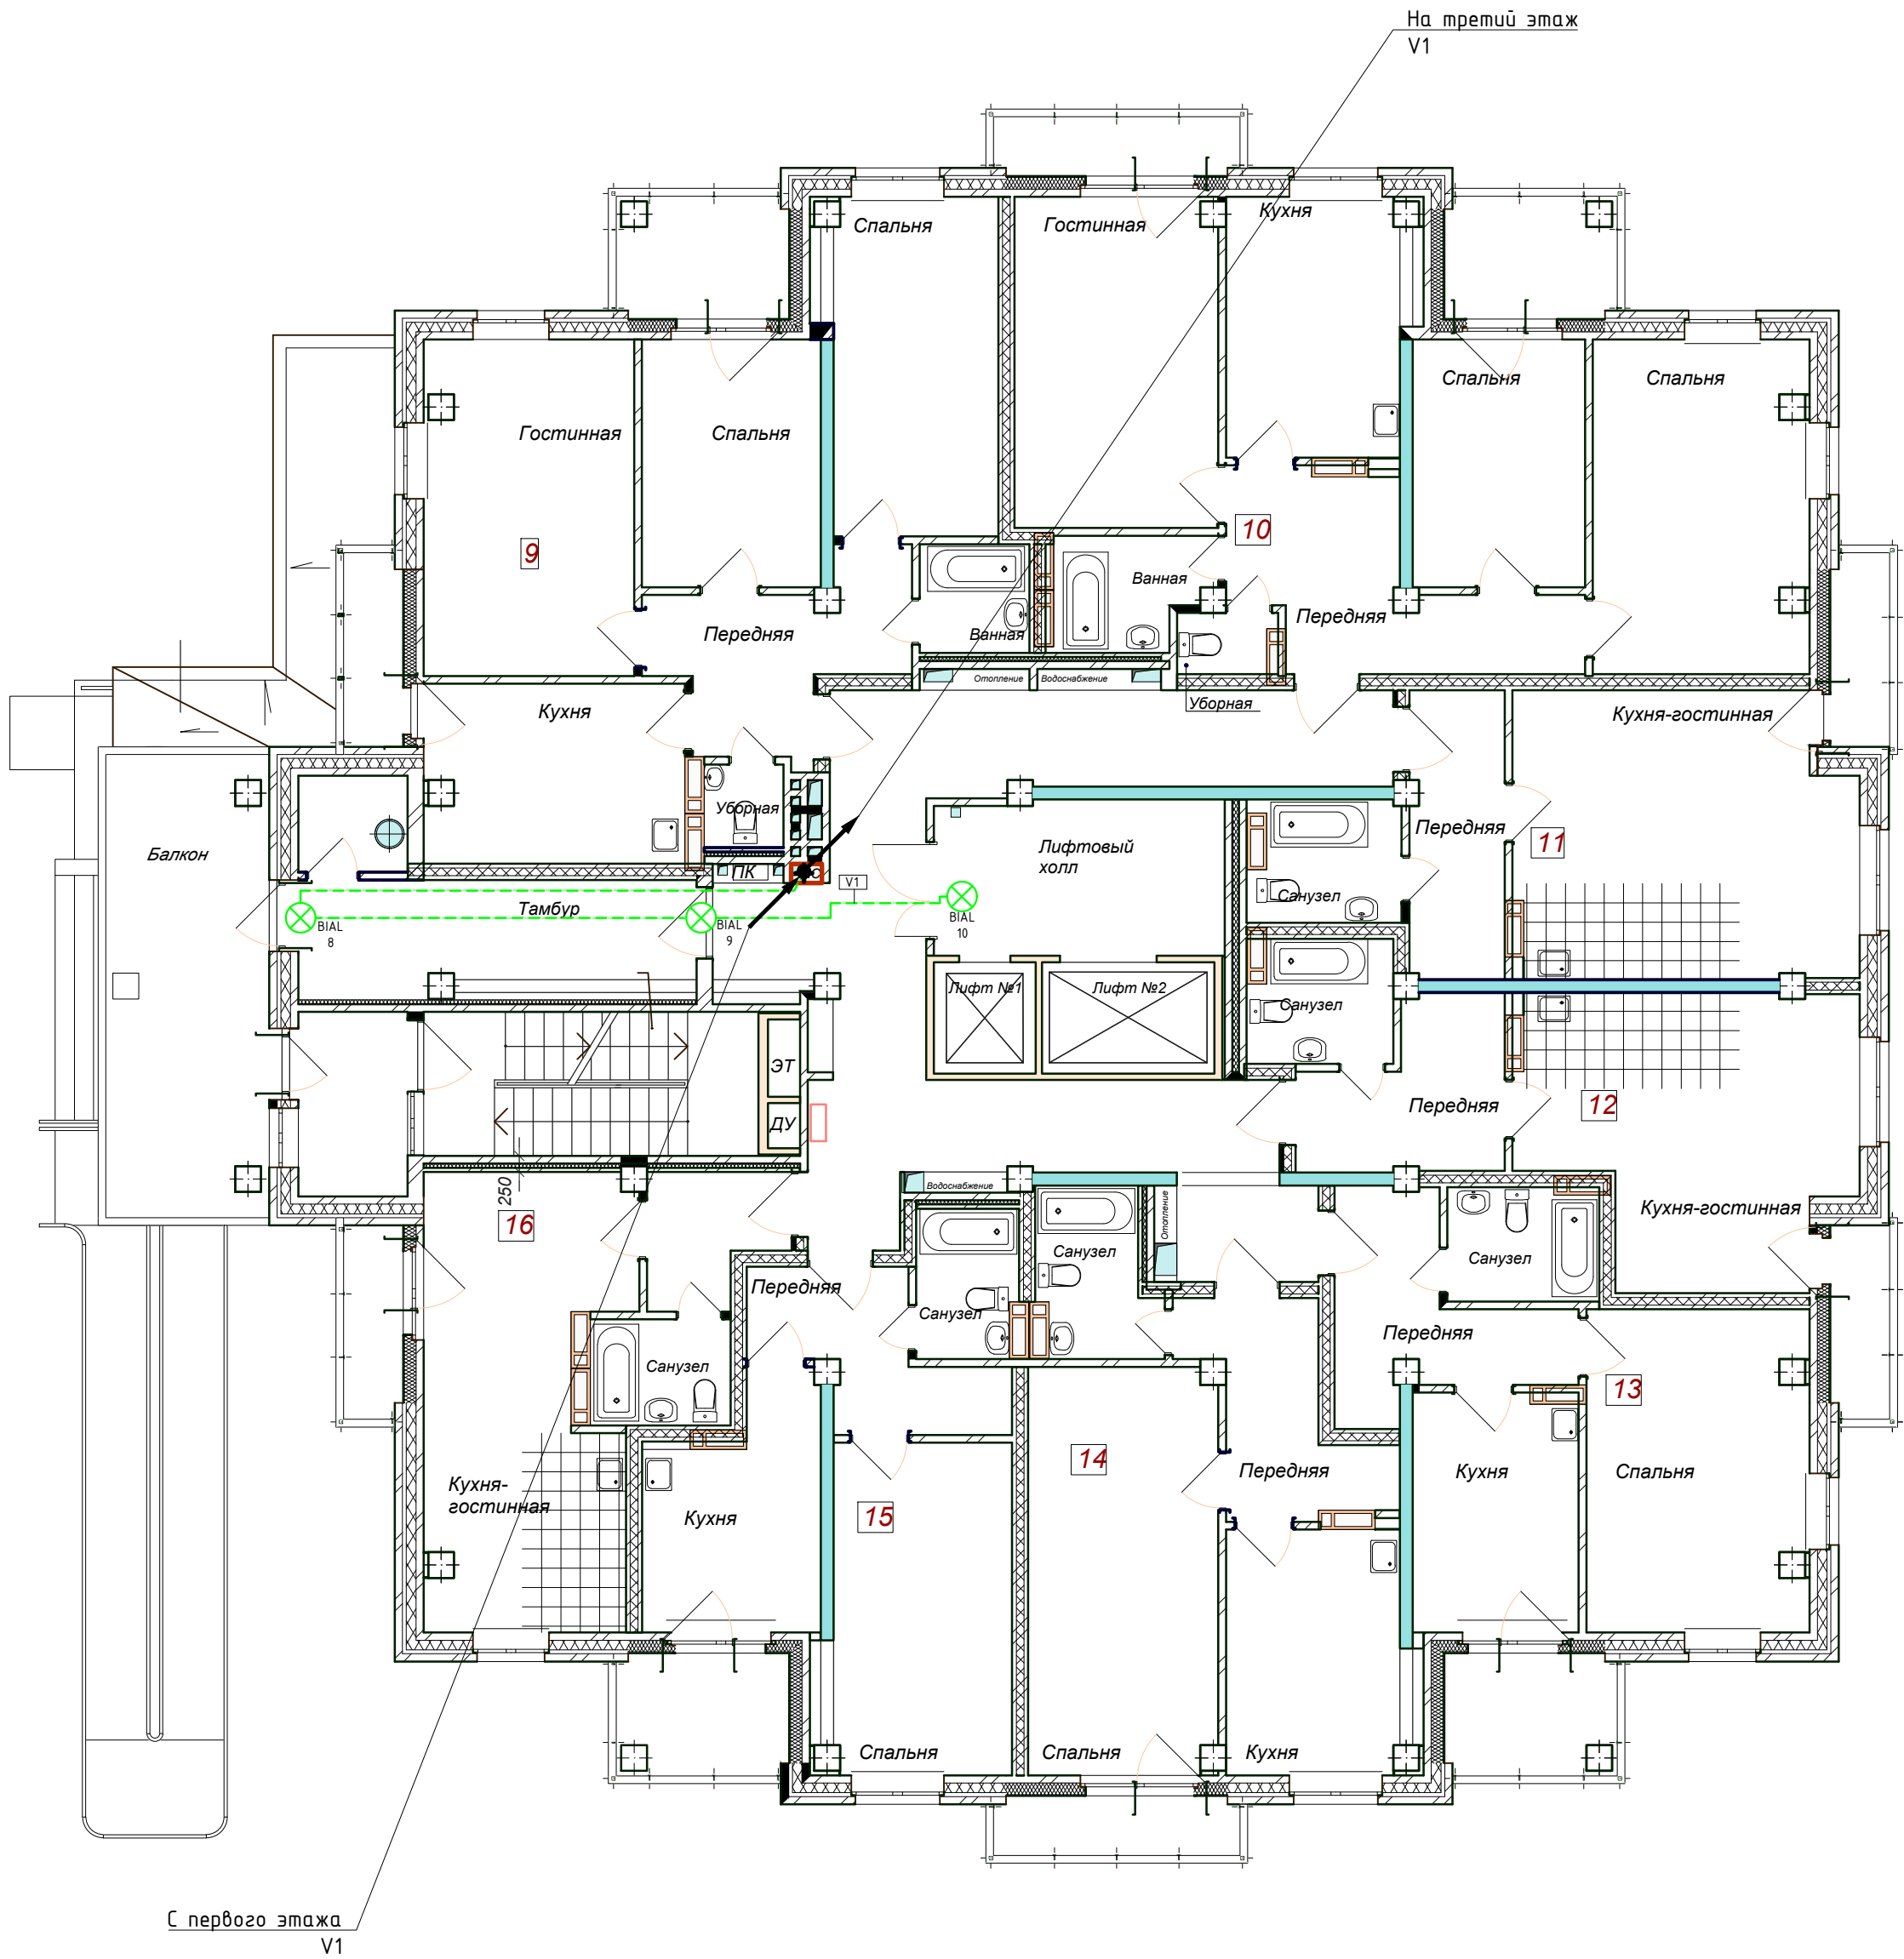 На третий этаж
V1
Спальня
Гостинная
Кухня
Спальня
Спальня
Гостинная
Спальня
10
9
Ванная
Передняя
Ванная
Передняя
Отопление
Водоснабжение
Уборная
Кухня
Кухня-гостинная
Уборная
Передняя
11
Балкон
Лифтовый
холл
ПК
V1
Санузел
Тамбур
BIAL
8
BIAL
9
BIAL
10
Лифт №1
Лифт №2
Санузел
ЭТ
12
Передняя
ДУ
250
16
Водоснабжение
Отопление
Кухня-гостинная
Санузел
Санузел
Передняя
Санузел
Передняя
Санузел
13
14
Передняя
Кухня
Спальня
Кухня-
гостинная
15
Кухня
Спальня
Спальня
Кухня
С первого этажа
V1